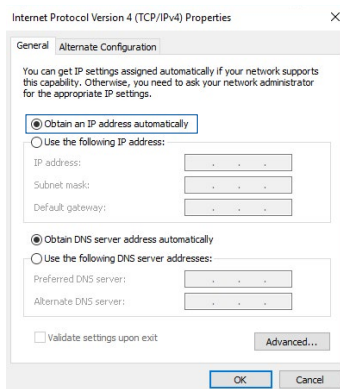 Internet Protocol Version 4 (TCP/IPv4) Properties
General Alternate Configuration
You can get IP settings assigned automatically if your network supports
this capability. Otherwise, you need to ask your network administrator
for the appropriate IP settings.
Obtain an IP address automatically
Use the following IP address:
IP address:
Subnet mask:
Default gateway:
Obtain DNS server address automatically
Use the following DNS server addresses:
Preferred DNS server:
Alternate DNS server:
Validate settings upon exit
Advanced...
OK Cancel